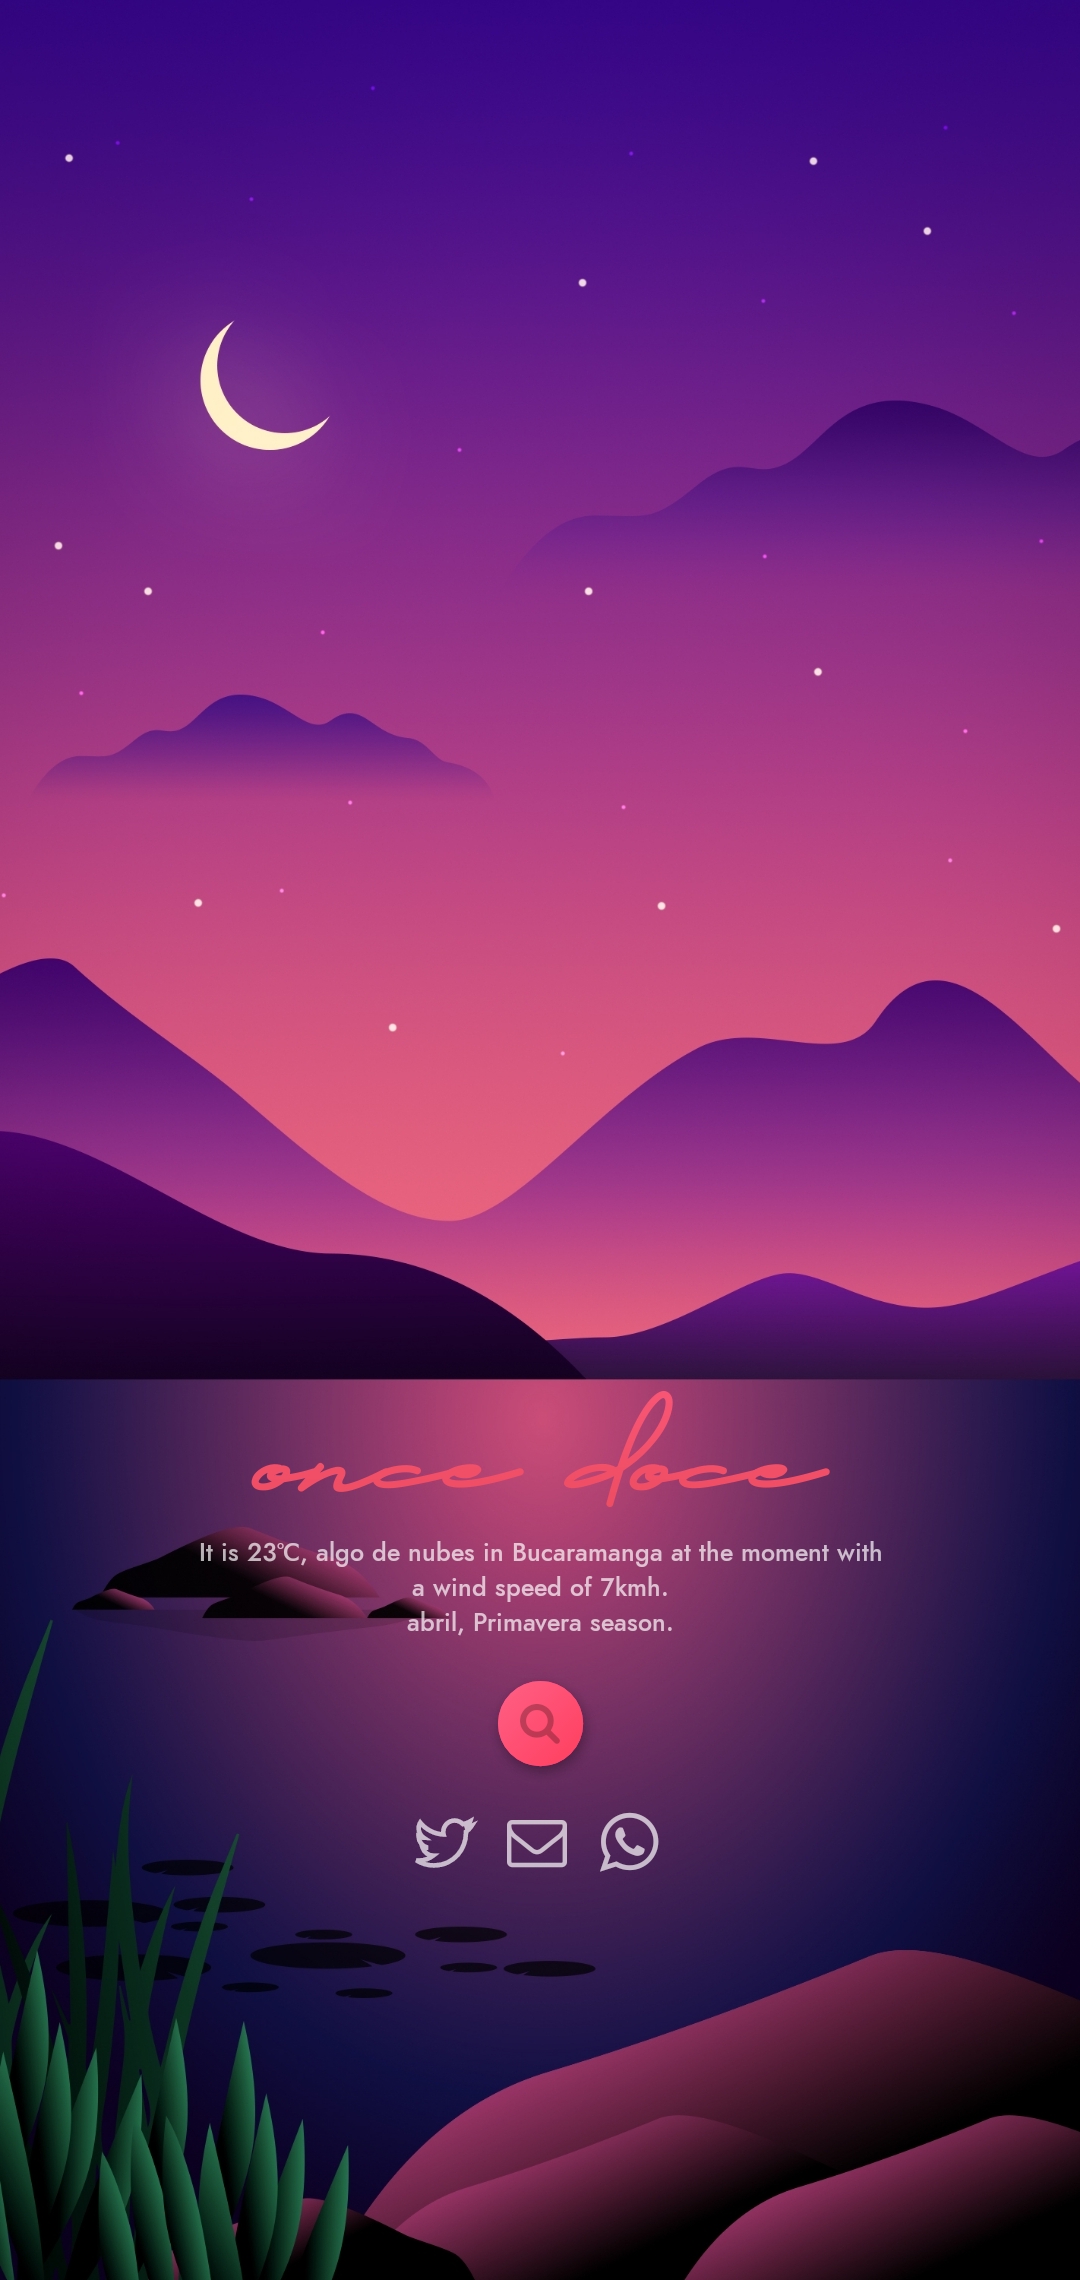 once doce
It is 23°C, algo de nubes in Bucaramanga at the moment with
a wind speed of 7kmh.
abril, Primavera season.